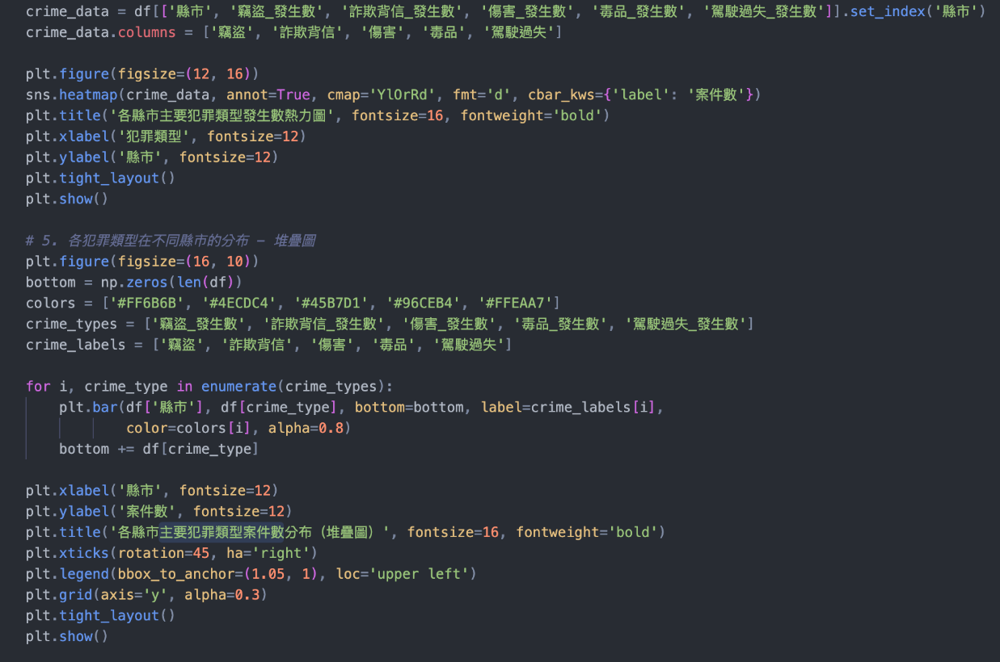 crime_data = df[['縣市', '竊盜_發生數', '詐欺背信_發生數', '傷害_發生數', '毒品_發生數', '駕駛過失_發生數']].set_index('縣市')
crime_data.columns = ['竊盜', '詐欺背信', '傷害', '毒品', '駕駛過失']

plt.figure(figsize=(12, 16))
sns.heatmap(crime_data, annot=True, cmap='YlOrRd', fmt='d', cbar_kws={'label': '案件數'})
plt.title('各縣市主要犯罪類型發生數熱力圖', fontsize=16, fontweight='bold')
plt.xlabel('犯罪類型', fontsize=12)
plt.ylabel('縣市', fontsize=12)
plt.tight_layout()
plt.show()

# 5. 各犯罪類型在不同縣市的分布 - 堆疊圖
plt.figure(figsize=(16, 10))
bottom = np.zeros(len(df))
colors = ['#FF6B6B', '#4ECDC4', '#45B7D1', '#96CEB4', '#FFEAA7']
crime_types = ['竊盜_發生數', '詐欺背信_發生數', '傷害_發生數', '毒品_發生數', '駕駛過失_發生數']
crime_labels = ['竊盜', '詐欺背信', '傷害', '毒品', '駕駛過失']

for i, crime_type in enumerate(crime_types):
    plt.bar(df['縣市'], df[crime_type], bottom=bottom, label=crime_labels[i],
            color=colors[i], alpha=0.8)
    bottom += df[crime_type]

plt.xlabel('縣市', fontsize=12)
plt.ylabel('案件數', fontsize=12)
plt.title('各縣市主要犯罪類型案件數分布（堆疊圖）', fontsize=16, fontweight='bold')
plt.xticks(rotation=45, ha='right')
plt.legend(bbox_to_anchor=(1.05, 1), loc='upper left')
plt.grid(axis='y', alpha=0.3)
plt.tight_layout()
plt.show()